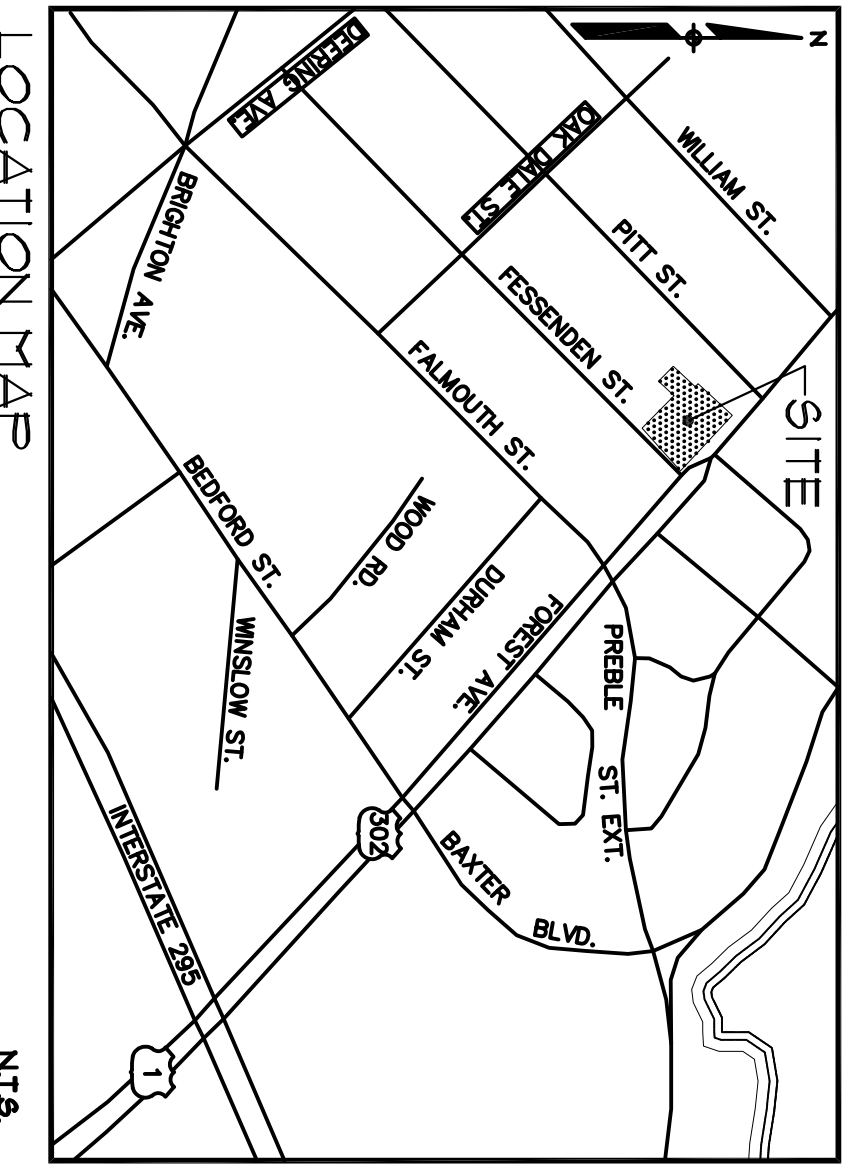 N
WILLIAM ST.
PITT ST.
OAK DALE ST.
DEERING AVE.
FESSENDEN ST.
SITE
FALMOUTH ST.
BRIGHTON AVE.
WOOD RD.
DURHAM ST.
FOREST AVE.
PREBLE ST. EXT.
BEDFORD ST.
WINSLOW ST.
302
BAXTER BLVD.
INTERSTATE 295
1
LOCATION MAP
N.T.S.